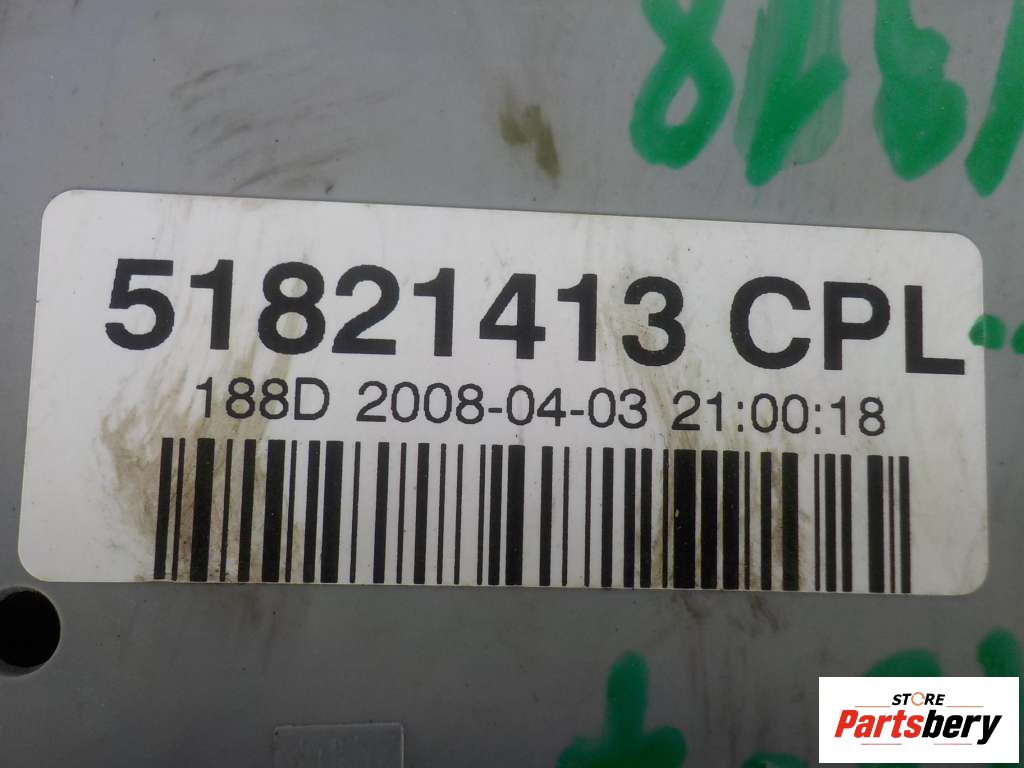 51821413 CPL
188D 2008-04-03 21:00:18
STORE
Partsbery